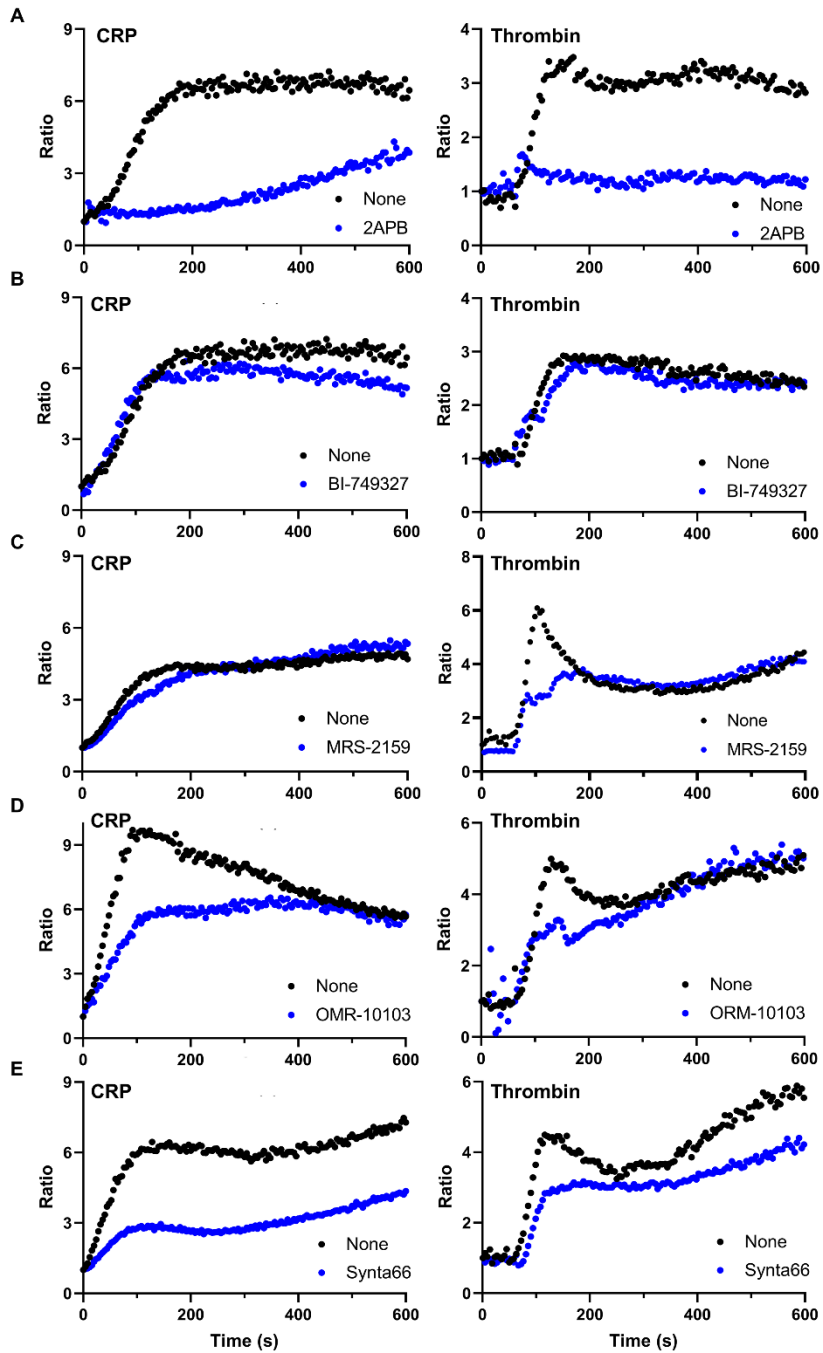 A
CRP
Thrombin
9
6
3
0
Ratio
None
2APB
0
200
400
600
4
3
2
1
0
Ratio
None
2APB
0
200
400
600
B
CRP
Thrombin
9
6
3
0
Ratio
None
BI-749327
0
200
400
600
4
3
2
1
0
Ratio
None
BI-749327
0
200
400
600
C
CRP
Thrombin
9
6
3
0
Ratio
None
MRS-2159
0
200
400
600
8
6
4
2
0
Ratio
None
MRS-2159
0
200
400
600
D
CRP
Thrombin
9
6
3
0
Ratio
None
OMR-10103
0
200
400
600
6
4
2
0
Ratio
None
ORM-10103
0
200
400
600
E
CRP
Thrombin
9
6
3
0
Ratio
None
Synta66
0
200
400
600
Time (s)
6
4
2
0
Ratio
None
Synta66
0
200
400
600
Time (s)